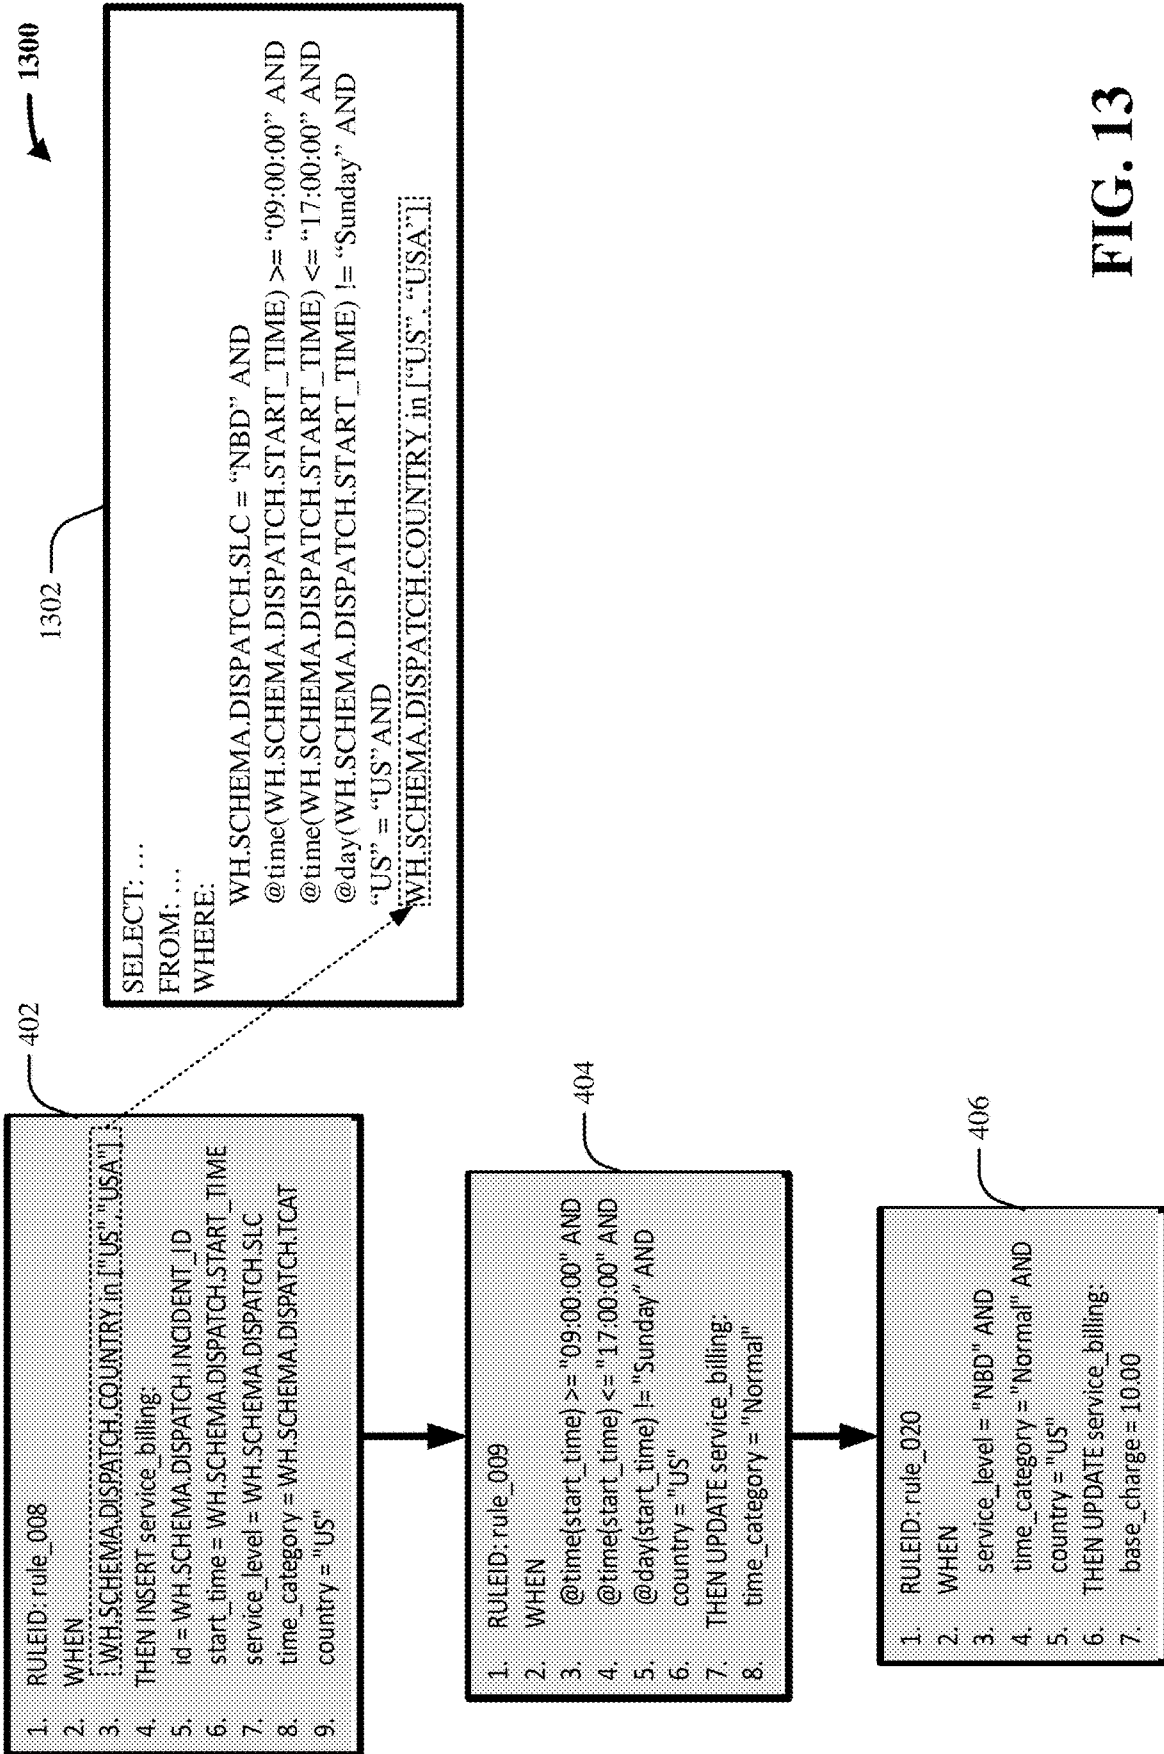 1300
402
1. RULEID: rule_008
2. WHEN
3. WH.SCHEMA.DISPATCH.COUNTRY in ["US", "USA"]
4. THEN INSERT service_billing:
5. id = WH.SCHEMA.DISPATCH.INCIDENT_ID
6. start_time = WH.SCHEMA.DISPATCH.START_TIME
7. service_level = WH.SCHEMA.DISPATCH.SLC
8. time_category = WH.SCHEMA.DISPATCH.TCAT
9. country = "US"
1302
SELECT: …
FROM: …
WHERE:
WH.SCHEMA.DISPATCH.SLC = “NBD” AND
@time(WH.SCHEMA.DISPATCH.START_TIME) >= “09:00:00” AND
@time(WH.SCHEMA.DISPATCH.START_TIME) <= “17:00:00” AND
@day(WH.SCHEMA.DISPATCH.START_TIME) != “Sunday” AND
“US” = “US”AND
WH.SCHEMA.DISPATCH.COUNTRY in [“US”, “USA”]
404
1. RULEID: rule_009
2. WHEN
3. @time(start_time) >= "09:00:00" AND
4. @time(start_time) <= "17:00:00" AND
5. @day(start_time) != "Sunday" AND
6. country = "US"
7. THEN UPDATE service_billing:
8. time_category = "Normal"
406
1. RULEID: rule_020
2. WHEN
3. service_level = "NBD" AND
4. time_category = "Normal" AND
5. country = "US"
6. THEN UPDATE service_billing:
7. base_charge = 10.00
FIG. 13